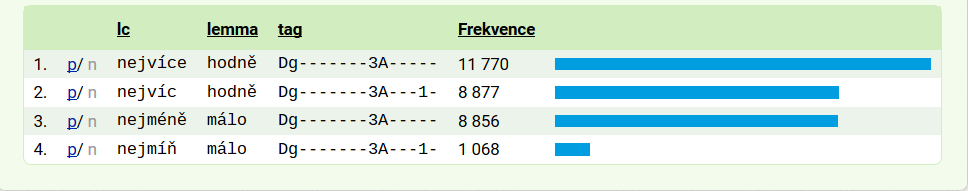 lc lemma tag Frekvence
1. p/ n nejvíce hodně Dg-------3A----- 11 770
2. p/ n nejvíc hodně Dg-------3A---1- 8 877
3. p/ n nejméně málo Dg-------3A----- 8 856
4. p/ n nejmíň málo Dg-------3A---1- 1 068